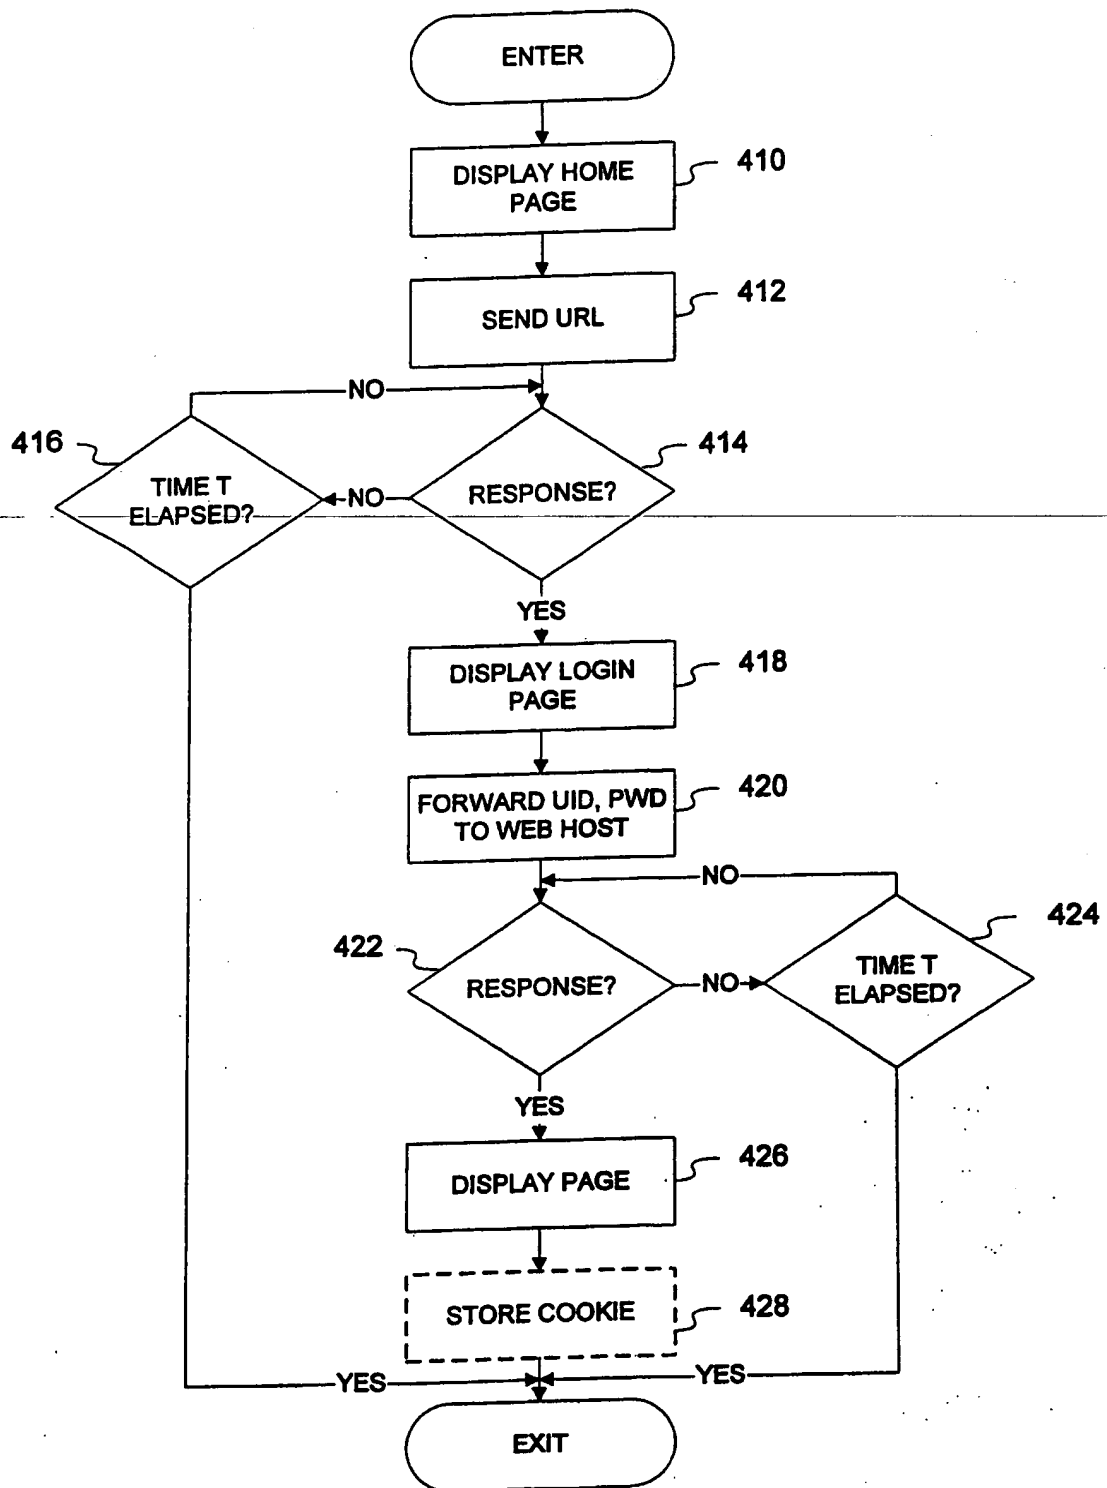 ENTER
DISPLAY HOME
PAGE
410
SEND URL
412
NO
416
TIME T
ELAPSED?
NO
RESPONSE?
414
YES
DISPLAY LOGIN
PAGE
418
FORWARD UID, PWD
TO WEB HOST
420
NO
422
RESPONSE?
NO
TIME T
ELAPSED?
424
YES
DISPLAY PAGE
426
STORE COOKIE
428
YES
YES
EXIT